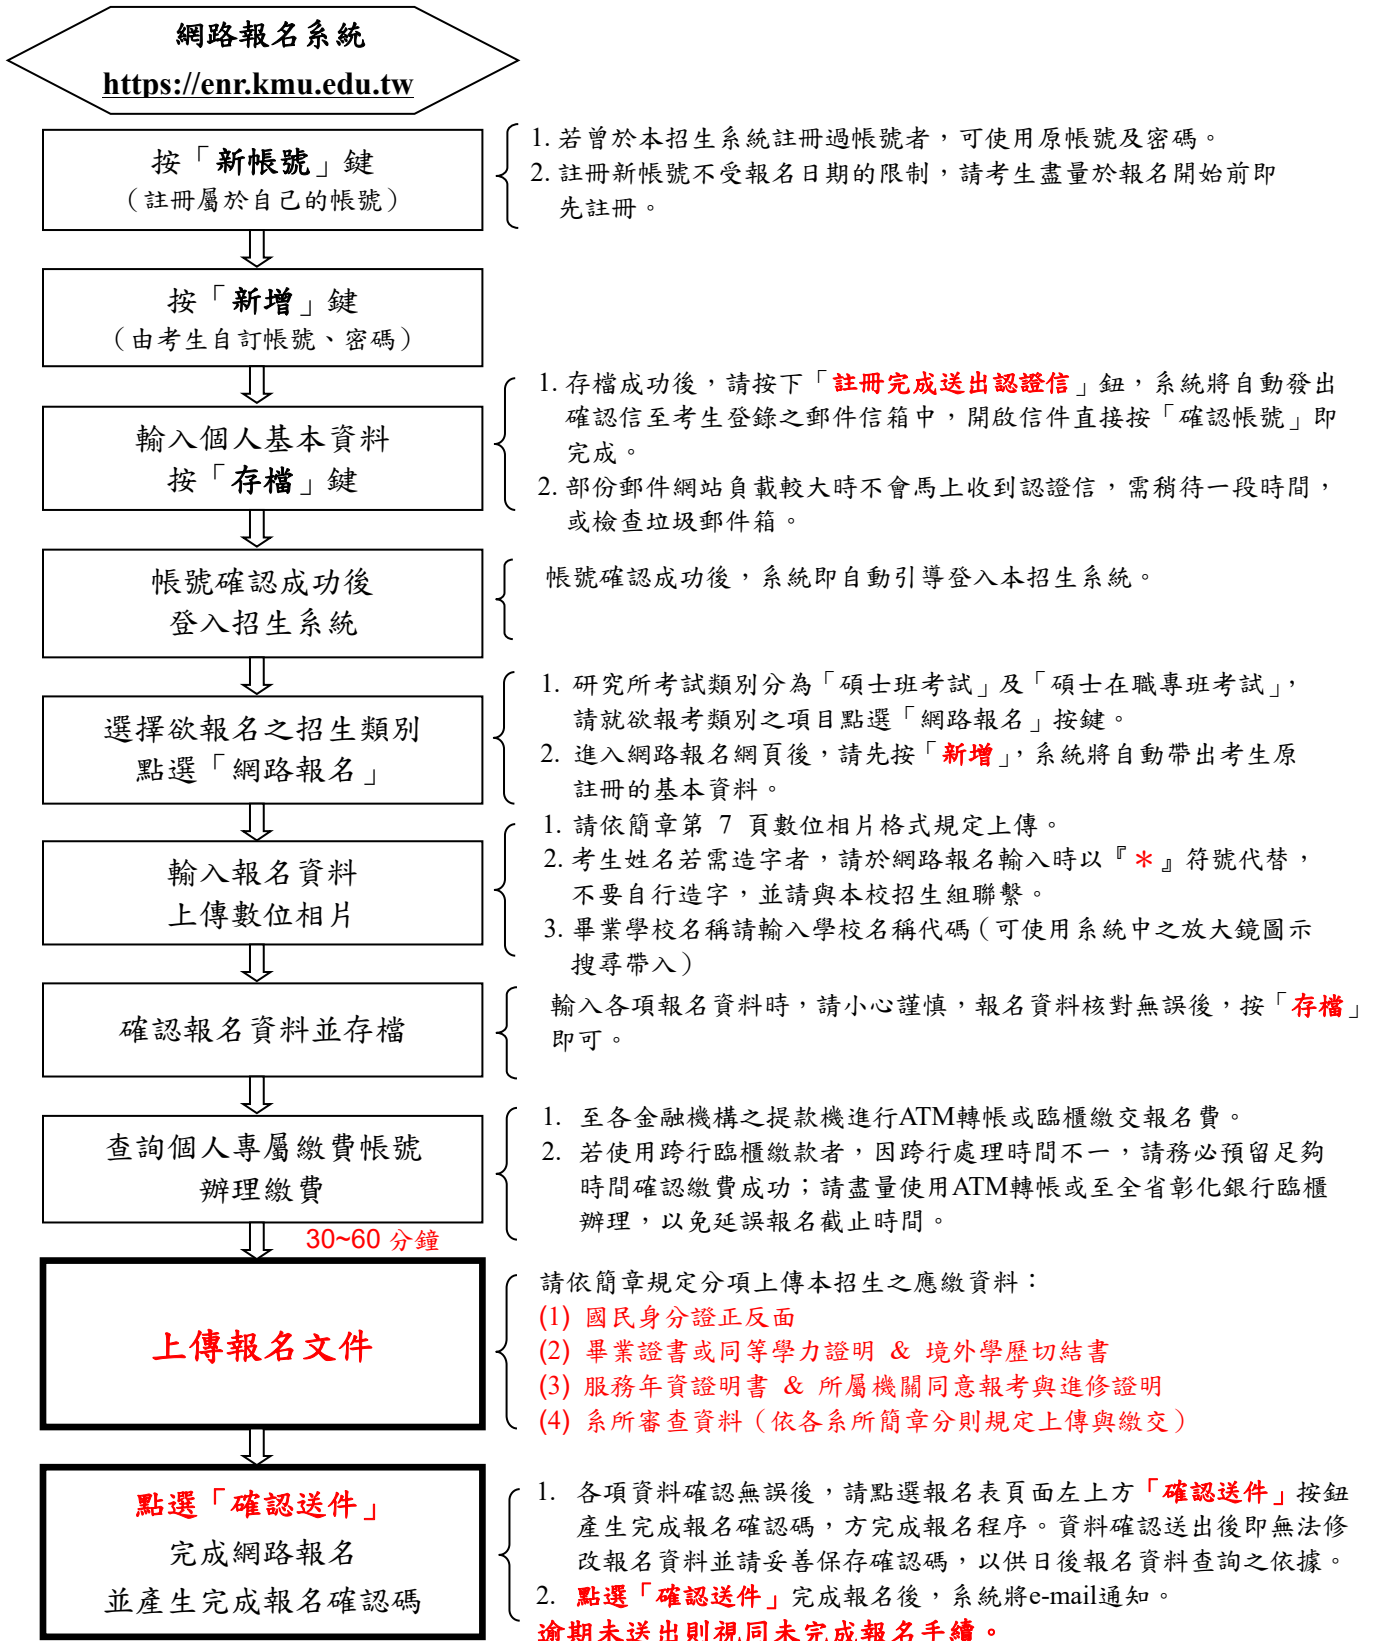 網路報名系統
https://enr.kmu.edu.tw
按「新帳號」鍵
（註冊屬於自己的帳號）
1. 若曾於本招生系統註冊過帳號者，可使用原帳號及密碼。
2. 註冊新帳號不受報名日期的限制，請考生盡量於報名開始前即
先註冊。
按「新增」鍵
（由考生自訂帳號、密碼）
輸入個人基本資料
按「存檔」鍵
1. 存檔成功後，請按下「註冊完成送出認證信」鈕，系統將自動發出
確認信至考生登錄之郵件信箱中，開啟信件直接按「確認帳號」即
完成。
2. 部份郵件網站負載較大時不會馬上收到認證信，需稍待一段時間，
或檢查垃圾郵件箱。
帳號確認成功後
登入招生系統
帳號確認成功後，系統即自動引導登入本招生系統。
選擇欲報名之招生類別
點選「網路報名」
1. 研究所考試類別分為「碩士班考試」及「碩士在職專班考試」，
請就欲報考類別之項目點選「網路報名」按鍵。
2. 進入網路報名網頁後，請先按「新增」，系統將自動帶出考生原
註冊的基本資料。
輸入報名資料
上傳數位相片
1. 請依簡章第 7 頁數位相片格式規定上傳。
2. 考生姓名若需造字者，請於網路報名輸入時以『＊』符號代替，
不要自行造字，並請與本校招生組聯繫。
3. 畢業學校名稱請輸入學校名稱代碼（可使用系統中之放大鏡圖示
搜尋帶入）
確認報名資料並存檔
輸入各項報名資料時，請小心謹慎，報名資料核對無誤後，按「存檔」
即可。
查詢個人專屬繳費帳號
辦理繳費
1. 至各金融機構之提款機進行ATM轉帳或臨櫃繳交報名費。
2. 若使用跨行臨櫃繳款者，因跨行處理時間不一，請務必預留足夠
時間確認繳費成功；請盡量使用ATM轉帳或至全省彰化銀行臨櫃
辦理，以免延誤報名截止時間。
30~60 分鐘
上傳報名文件
請依簡章規定分項上傳本招生之應繳資料：
(1) 國民身分證正反面
(2) 畢業證書或同等學力證明 & 境外學歷切結書
(3) 服務年資證明書 & 所屬機關同意報考與進修證明
(4) 系所審查資料（依各系所簡章分則規定上傳與繳交）
點選「確認送件」
完成網路報名
並產生完成報名確認碼
1. 各項資料確認無誤後，請點選報名表頁面左上方「確認送件」按鈕
產生完成報名確認碼，方完成報名程序。資料確認送出後即無法修
改報名資料並請妥善保存確認碼，以供日後報名資料查詢之依據。
2. 點選「確認送件」完成報名後，系統將e-mail通知。
逾期未送出則視同未完成報名手續。